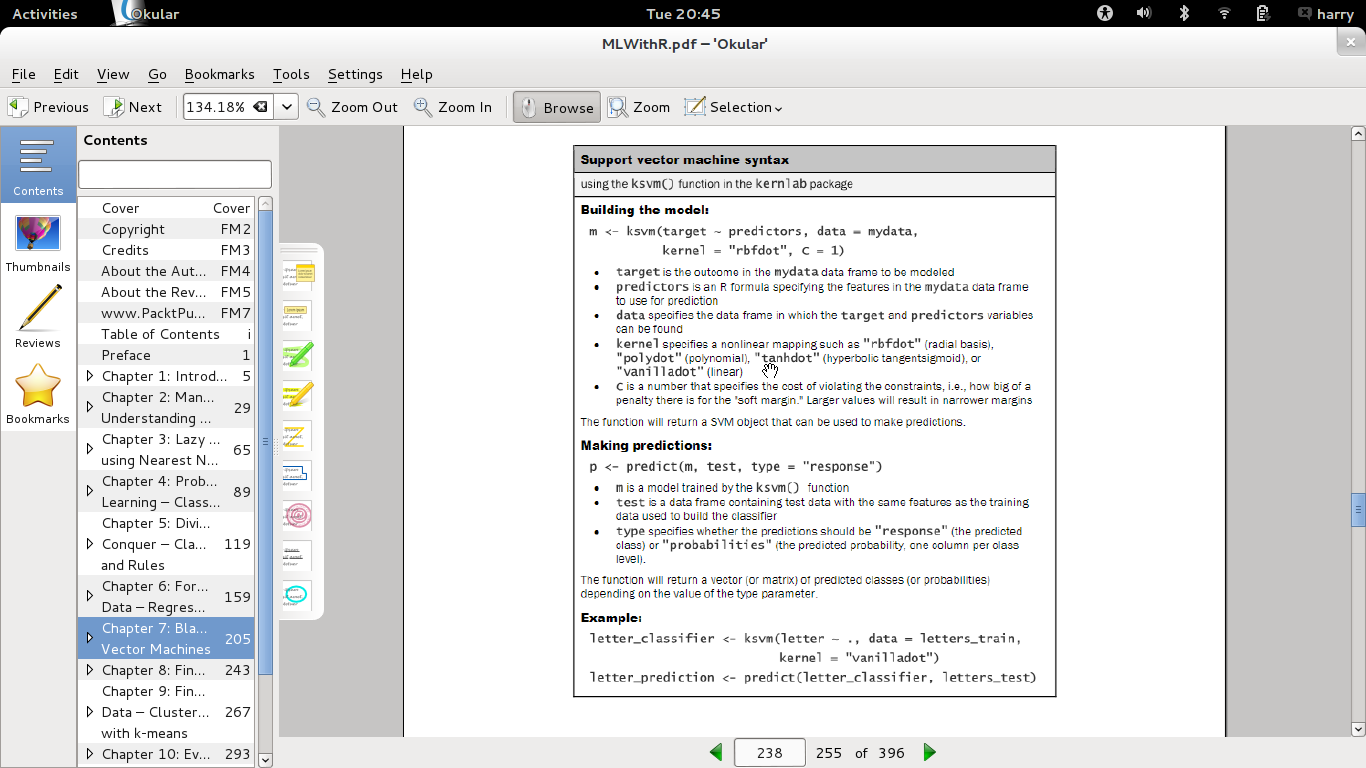 Activities
Okular
Tue 20:45
harry
MLWithR.pdf – 'Okular'
File Edit View Go Bookmarks Tools Settings Help
Previous Next 134.18% Zoom Out Zoom In Browse Zoom Selection
Contents
Contents
Thumbnails
Reviews
Bookmarks
Cover Cover
Copyright FM2
Credits FM3
About the Aut... FM4
About the Rev... FM5
www.PacktPu... FM7
Table of Contents i
Preface 1
Chapter 1: Introd... 5
Chapter 2: Man...
Understanding ... 29
Chapter 3: Lazy ...
using Nearest N... 65
Chapter 4: Prob...
Learning – Class... 89
Chapter 5: Divi...
Conquer – Cla... 119
and Rules
Chapter 6: For...
Data – Regres... 159
Chapter 7: Bla...
Vector Machines 205
Chapter 8: Fin... 243
Chapter 9: Fin...
Data – Cluster... 267
with k-means
Chapter 10: Ev... 293
Support vector machine syntax
using the ksvm() function in the kernlab package
Building the model:
m <- ksvm(target ~ predictors, data = mydata,
kernel = "rbfdot", C = 1)
• target is the outcome in the mydata data frame to be modeled
• predictors is an R formula specifying the features in the mydata data frame
to use for prediction
• data specifies the data frame in which the target and predictors variables
can be found
• kernel specifies a nonlinear mapping such as "rbfdot" (radial basis),
"polydot" (polynomial), "tanhdot" (hyperbolic tangentsigmoid), or
"vanilladot" (linear)
• C is a number that specifies the cost of violating the constraints, i.e., how big of a
penalty there is for the "soft margin." Larger values will result in narrower margins
The function will return a SVM object that can be used to make predictions.
Making predictions:
p <- predict(m, test, type = "response")
• m is a model trained by the ksvm() function
• test is a data frame containing test data with the same features as the training
data used to build the classifier
• type specifies whether the predictions should be "response" (the predicted
class) or "probabilities" (the predicted probability, one column per class
level).
The function will return a vector (or matrix) of predicted classes (or probabilities)
depending on the value of the type parameter.
Example:
letter_classifier <- ksvm(letter ~ ., data = letters_train,
kernel = "vanilladot")
letter_prediction <- predict(letter_classifier, letters_test)
238 255 of 396